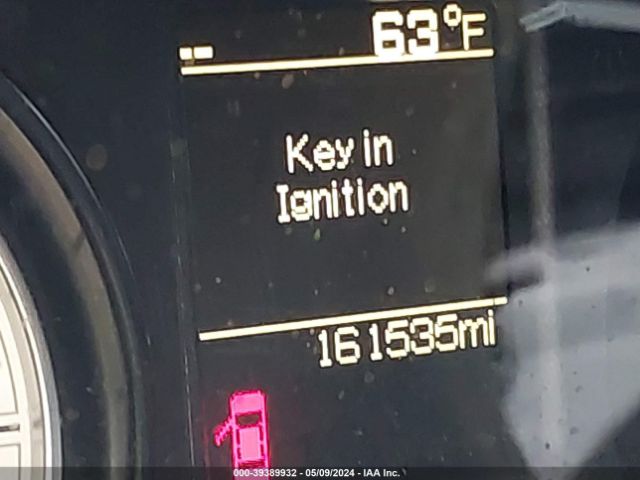 -- 63°F
Key in
Ignition
161535mi
000-39389932 - 05/09/2024 - IAA Inc.